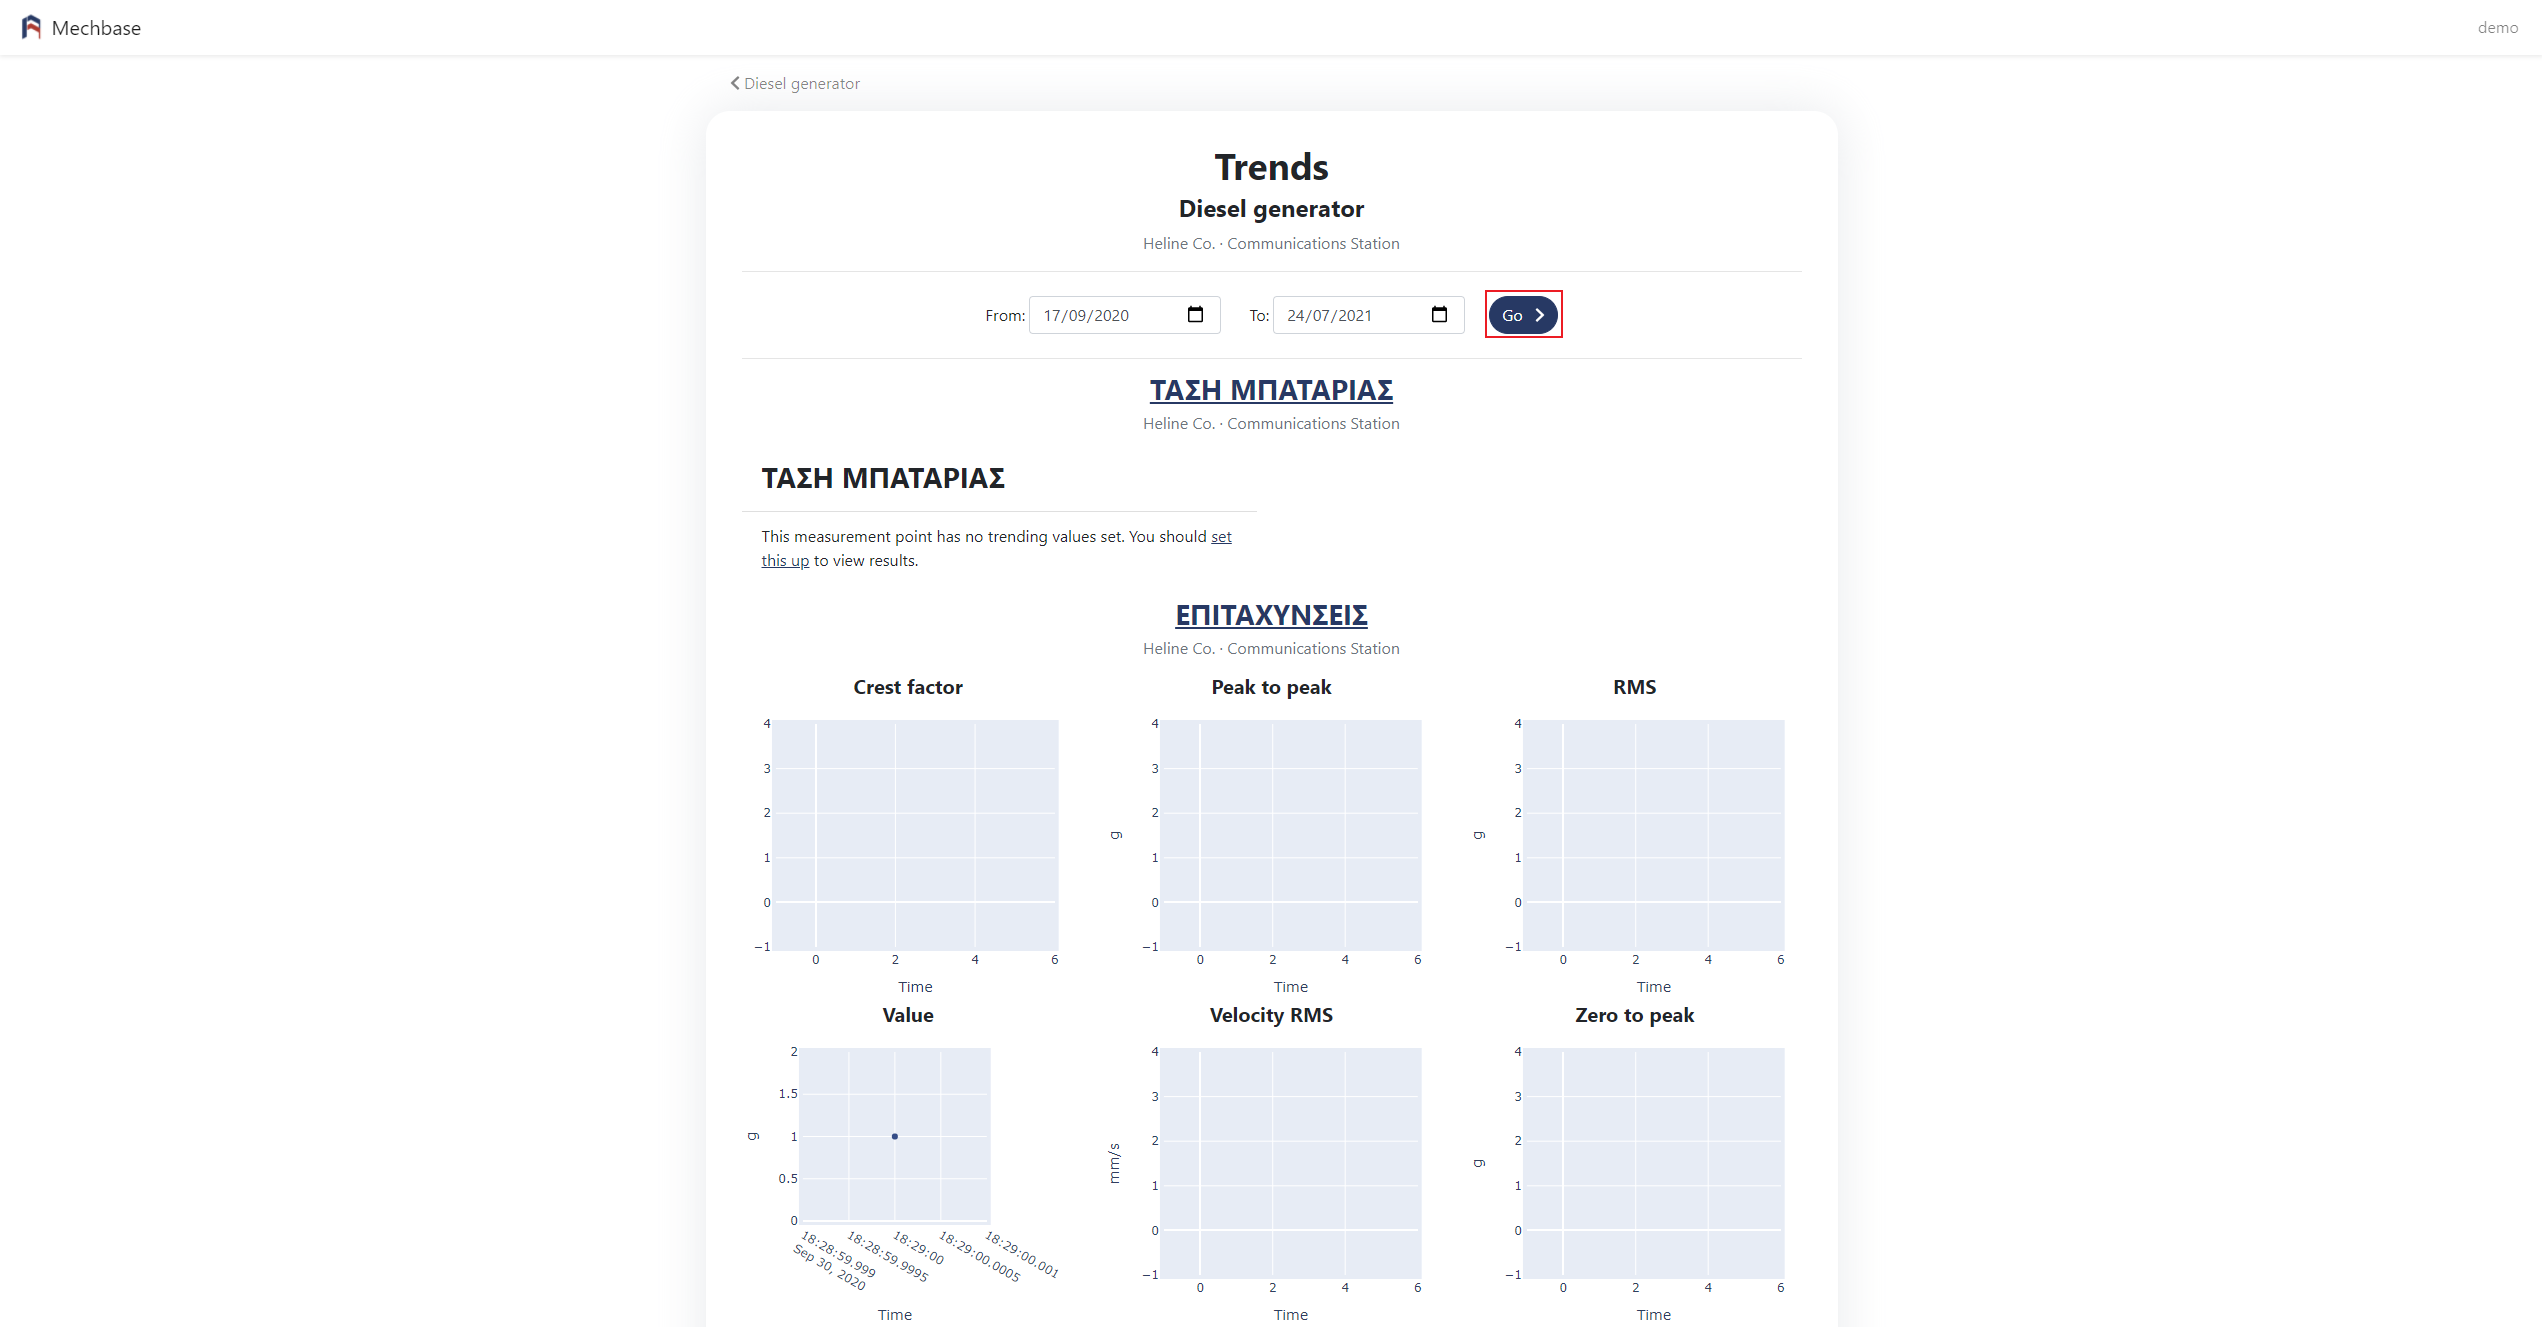 Mechbase
demo
Diesel generator
Trends
Diesel generator
Heline Co. · Communications Station
From: 17/09/2020 To: 24/07/2021 Go
ΤΑΣΗ ΜΠΑΤΑΡΙΑΣ
Heline Co. · Communications Station
ΤΑΣΗ ΜΠΑΤΑΡΙΑΣ
This measurement point has no trending values set. You should set
this up to view results.
ΕΠΙΤΑΧΥΝΣΕΙΣ
Heline Co. · Communications Station
Crest factor
4
3
2
1
0
−1
0 2 4 6
Time
Peak to peak
g
4
3
2
1
0
−1
0 2 4 6
Time
RMS
g
4
3
2
1
0
−1
0 2 4 6
Time
Value
g
2
1.5
1
0.5
0
18:28:59.999
Sep 30, 2020
18:28:59.9995
18:29:00
18:29:00.0005
18:29:00.001
Time
Velocity RMS
mm/s
4
3
2
1
0
−1
0 2 4 6
Time
Zero to peak
g
4
3
2
1
0
−1
0 2 4 6
Time